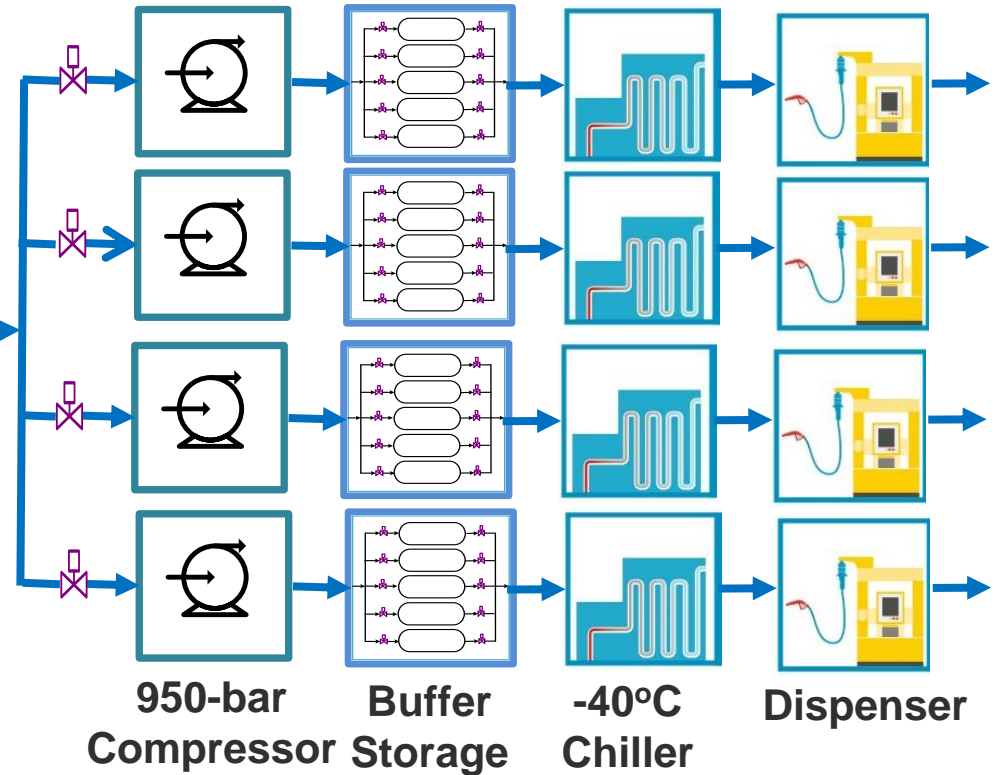 950-bar
Compressor
Buffer
Storage
-40°C
Chiller
Dispenser